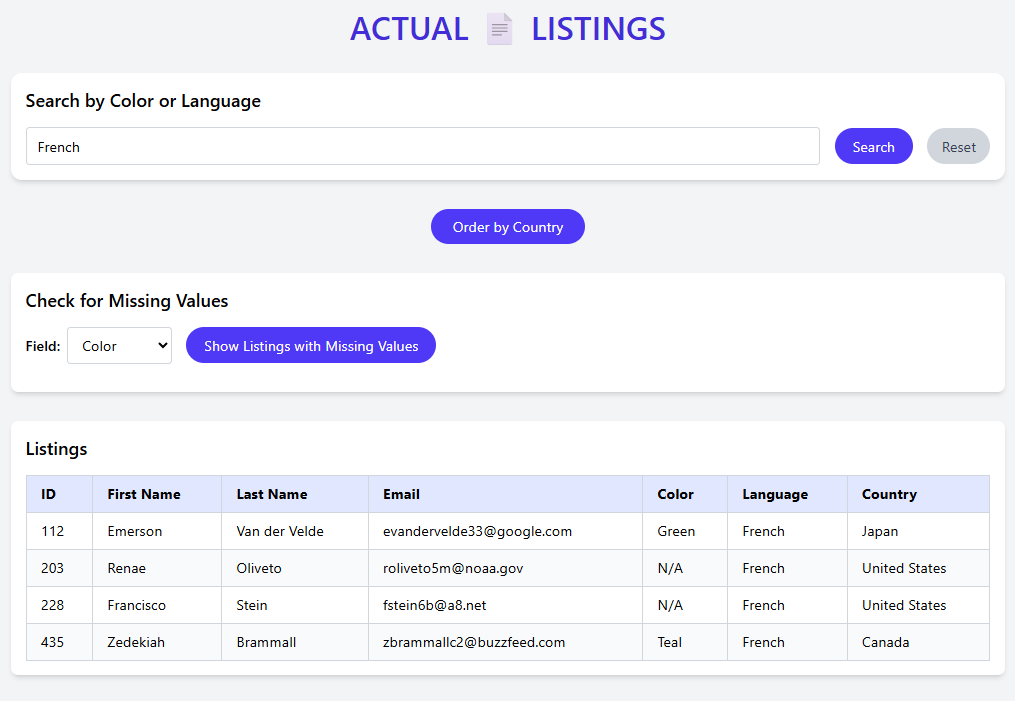 ACTUAL LISTINGS
Search by Color or Language
French Search Reset
Order by Country
Check for Missing Values
Field: Color Show Listings with Missing Values
Listings
ID First Name Last Name Email Color Language Country
112 Emerson Van der Velde evandervelde33@google.com Green French Japan
203 Renae Oliveto roliveto5m@noaa.gov N/A French United States
228 Francisco Stein fstein6b@a8.net N/A French United States
435 Zedekiah Brammall zbrammallc2@buzzfeed.com Teal French Canada